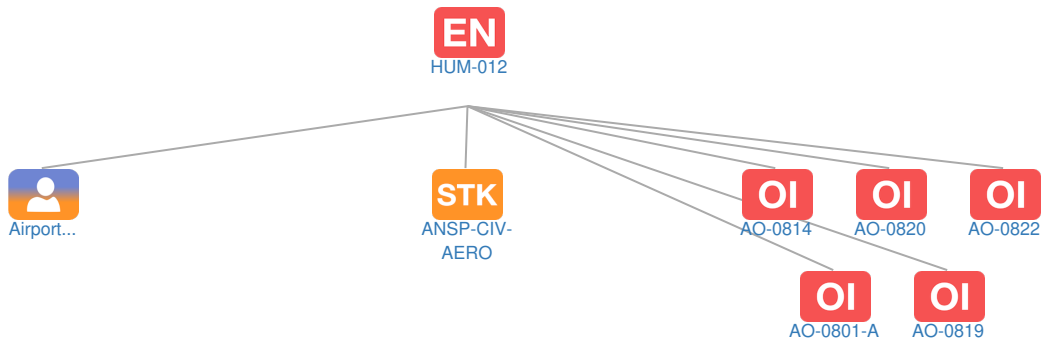 EN
HUM-012
Airport...
STK
ANSP-CIV-
AERO
OI
AO-0814
OI
AO-0820
OI
AO-0822
OI
AO-0801-A
OI
AO-0819